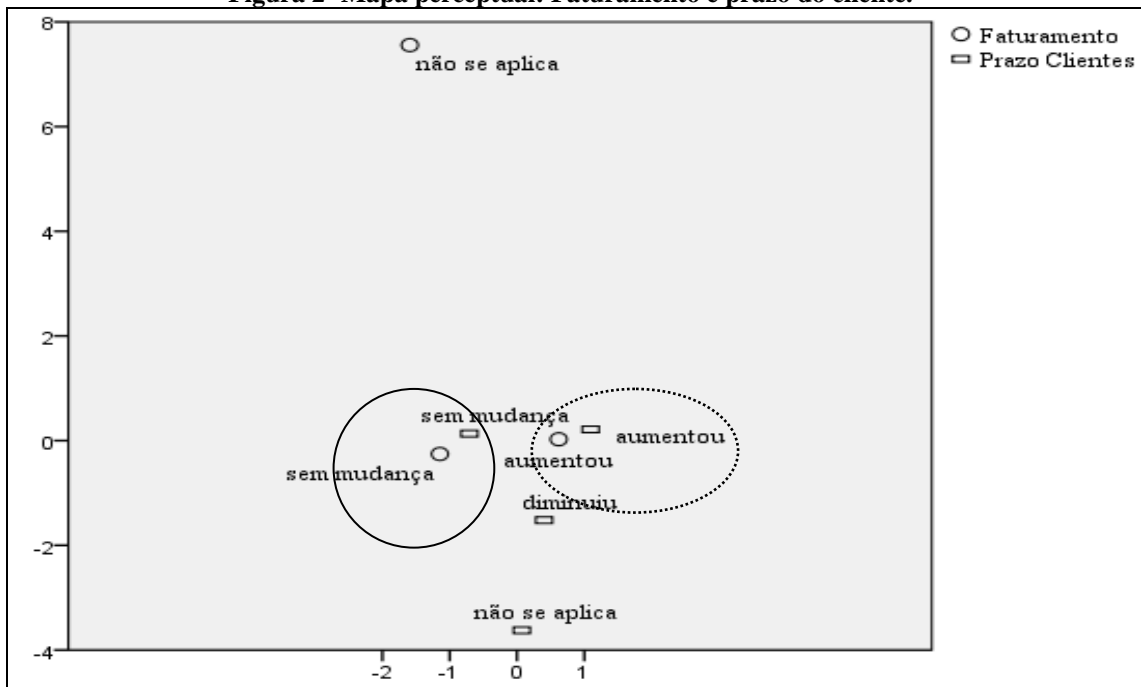 Figura 2- Mapa perceptual. Faturamento e prazo do cliente.
8
Faturamento
não se aplica
Prazo Clientes
6
4
2
sem mudança
0
aumentou
aumentou
sem mudança
diminuiu
-2
não se aplica
-4
-2 -1 0 1